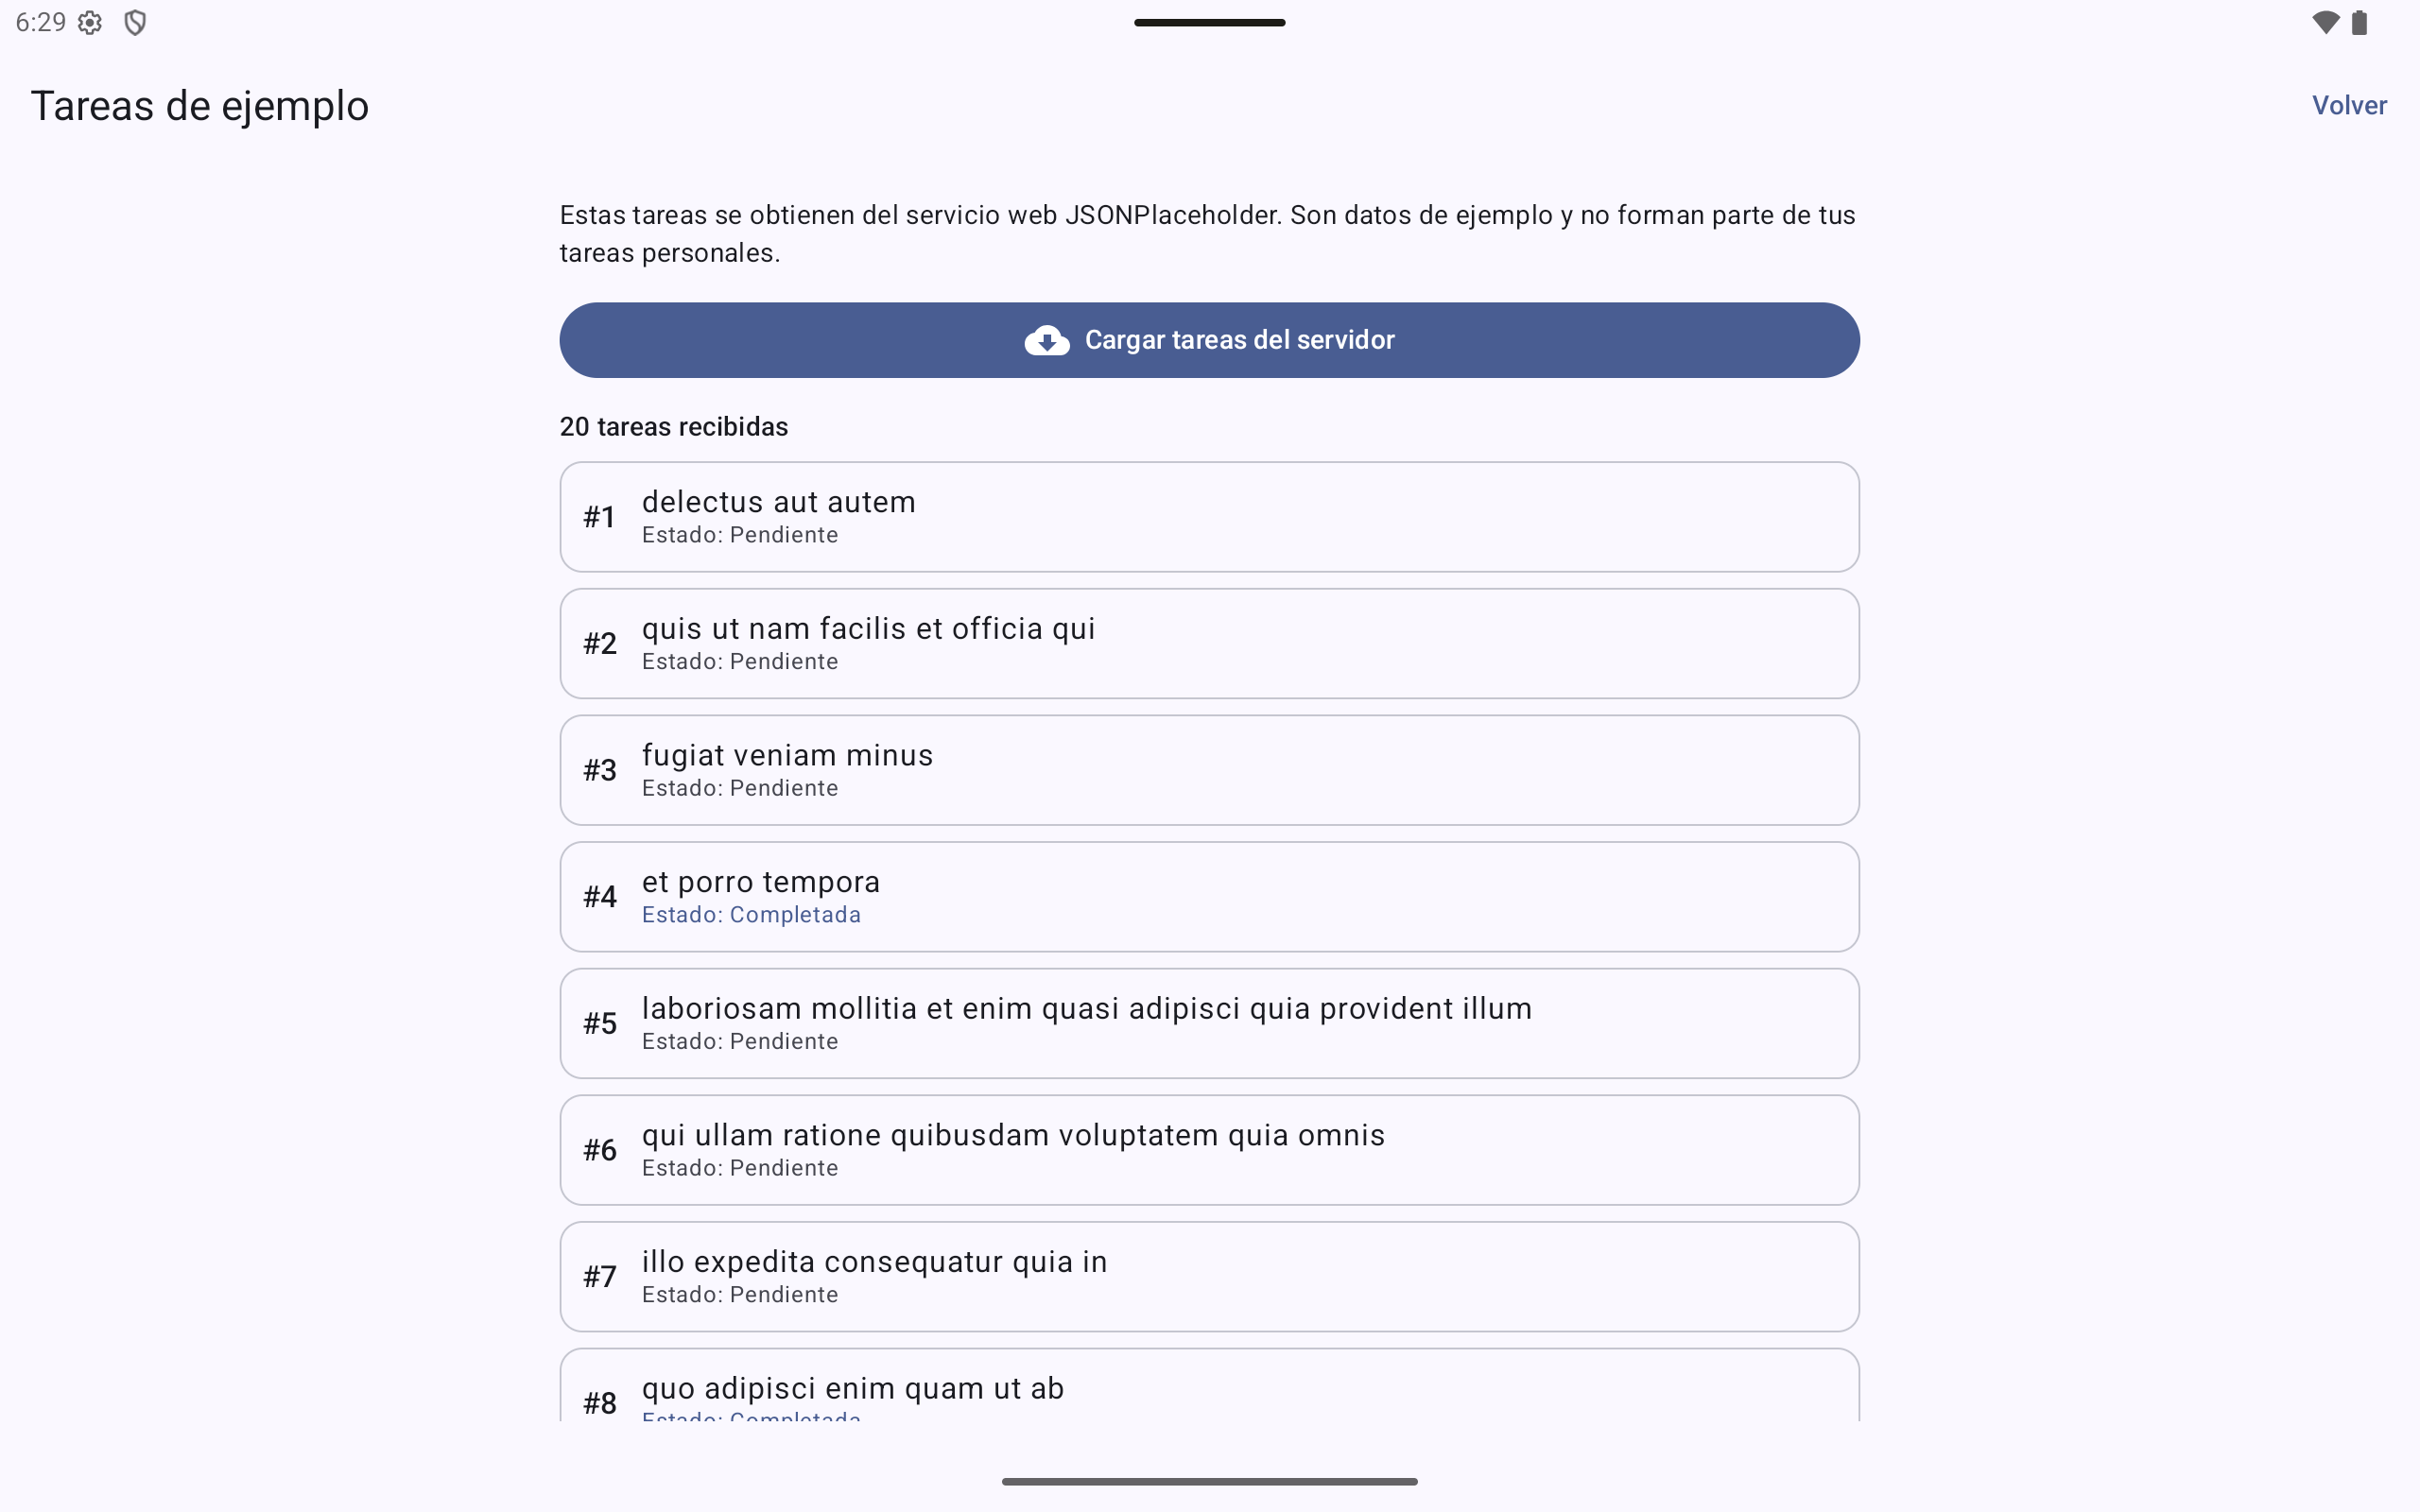 6:29
Tareas de ejemplo
Volver
Estas tareas se obtienen del servicio web JSONPlaceholder. Son datos de ejemplo y no forman parte de tus
tareas personales.
Cargar tareas del servidor
20 tareas recibidas
#1
delectus aut autem
Estado: Pendiente
#2
quis ut nam facilis et officia qui
Estado: Pendiente
#3
fugiat veniam minus
Estado: Pendiente
#4
et porro tempora
Estado: Completada
#5
laboriosam mollitia et enim quasi adipisci quia provident illum
Estado: Pendiente
#6
qui ullam ratione quibusdam voluptatem quia omnis
Estado: Pendiente
#7
illo expedita consequatur quia in
Estado: Pendiente
#8
quo adipisci enim quam ut ab
Estado: Completada